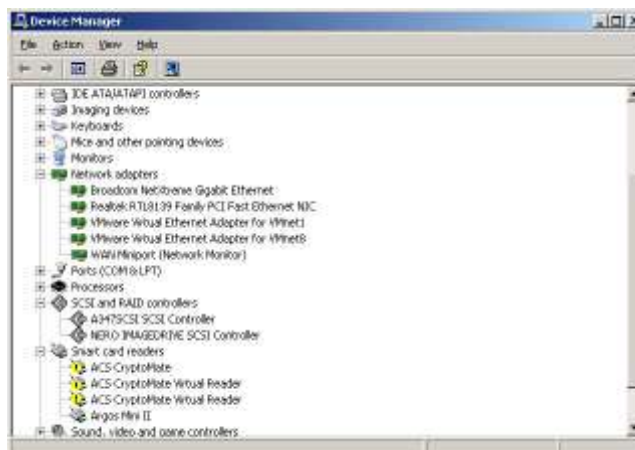 Device Manager
File Action View Help
IDE ATA/ATAPI controllers
Imaging devices
Keyboards
Mice and other pointing devices
Monitors
Network adapters
Broadcom NetXtreme Gigabit Ethernet
Realtek RTL8139 Family PCI Fast Ethernet NIC
VMware Virtual Ethernet Adapter for VMnet1
VMware Virtual Ethernet Adapter for VMnet8
WAN Miniport (Network Monitor)
Ports (COM & LPT)
Processors
SCSI and RAID controllers
A347SCSI SCSI Controller
NERO IMAGEDRIVE SCSI Controller
Smart card readers
ACS CryptoMate
ACS CryptoMate Virtual Reader
ACS CryptoMate Virtual Reader
Argos Mini II
Sound, video and game controllers